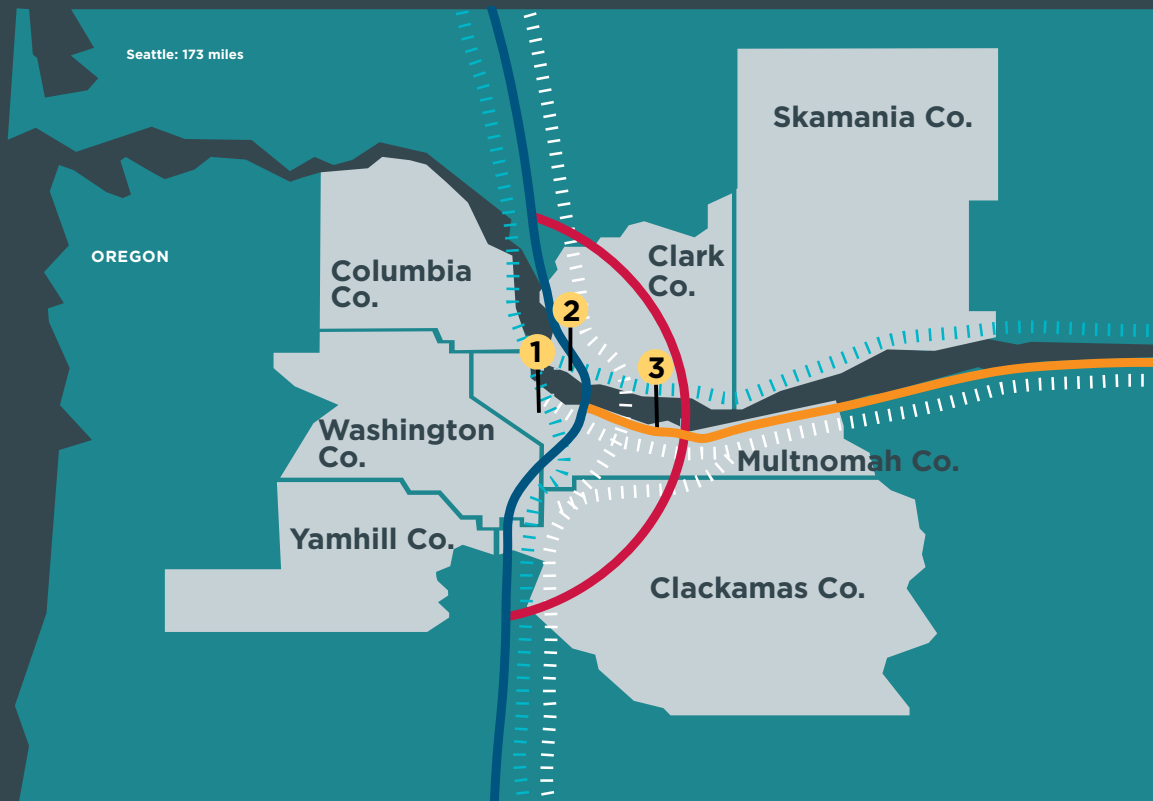 Seattle: 173 miles
Skamania Co.
OREGON
Clark
Co.
Columbia
Co.
2
1
3
Washington
Co.
Multnomah Co.
Yamhill Co.
Clackamas Co.